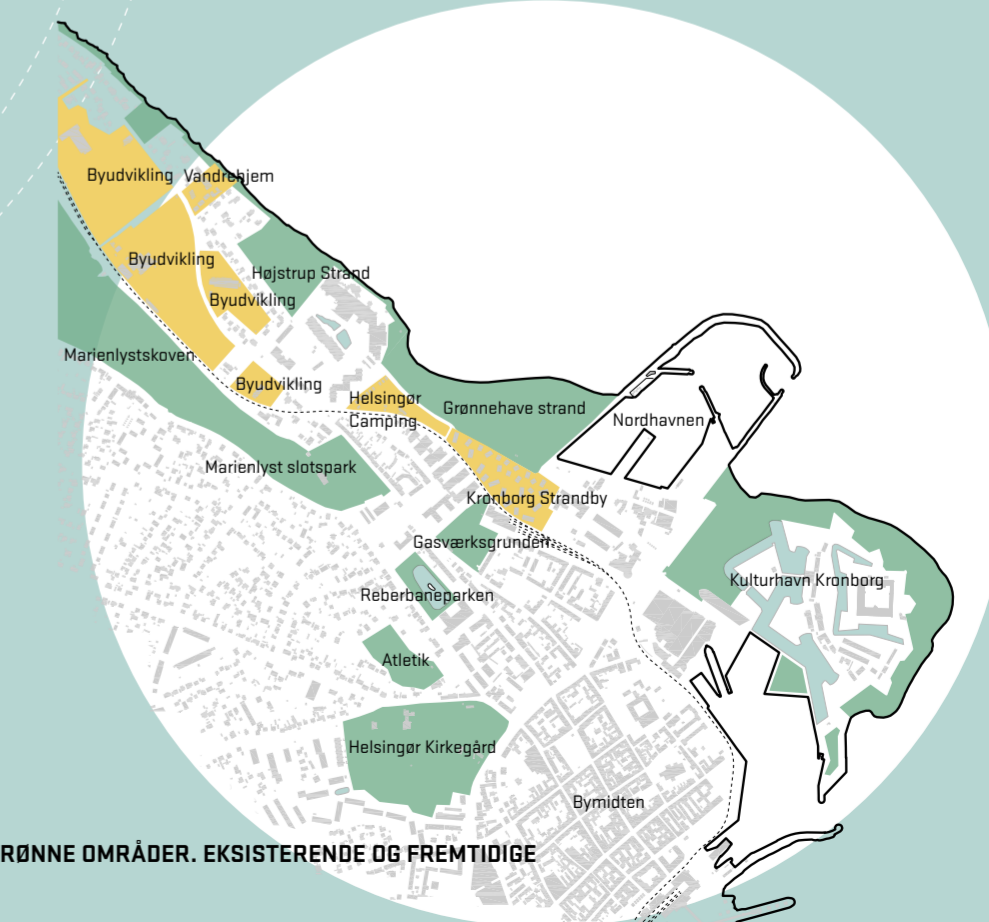 Byudvikling
Vandrehjem
Byudvikling
Højstrup Strand
Byudvikling
Marienlystskoven
Byudvikling
Helsingør
Camping
Grønnehave strand
Nordhavnen
Marienlyst slotspark
Kronborg Strandby
Gasværksgrunden
Kulturhavn Kronborg
Reberbaneparken
Atletik
Helsingør Kirkegård
Bymidten
RØNNE OMRÅDER. EKSISTERENDE OG FREMTIDIGE